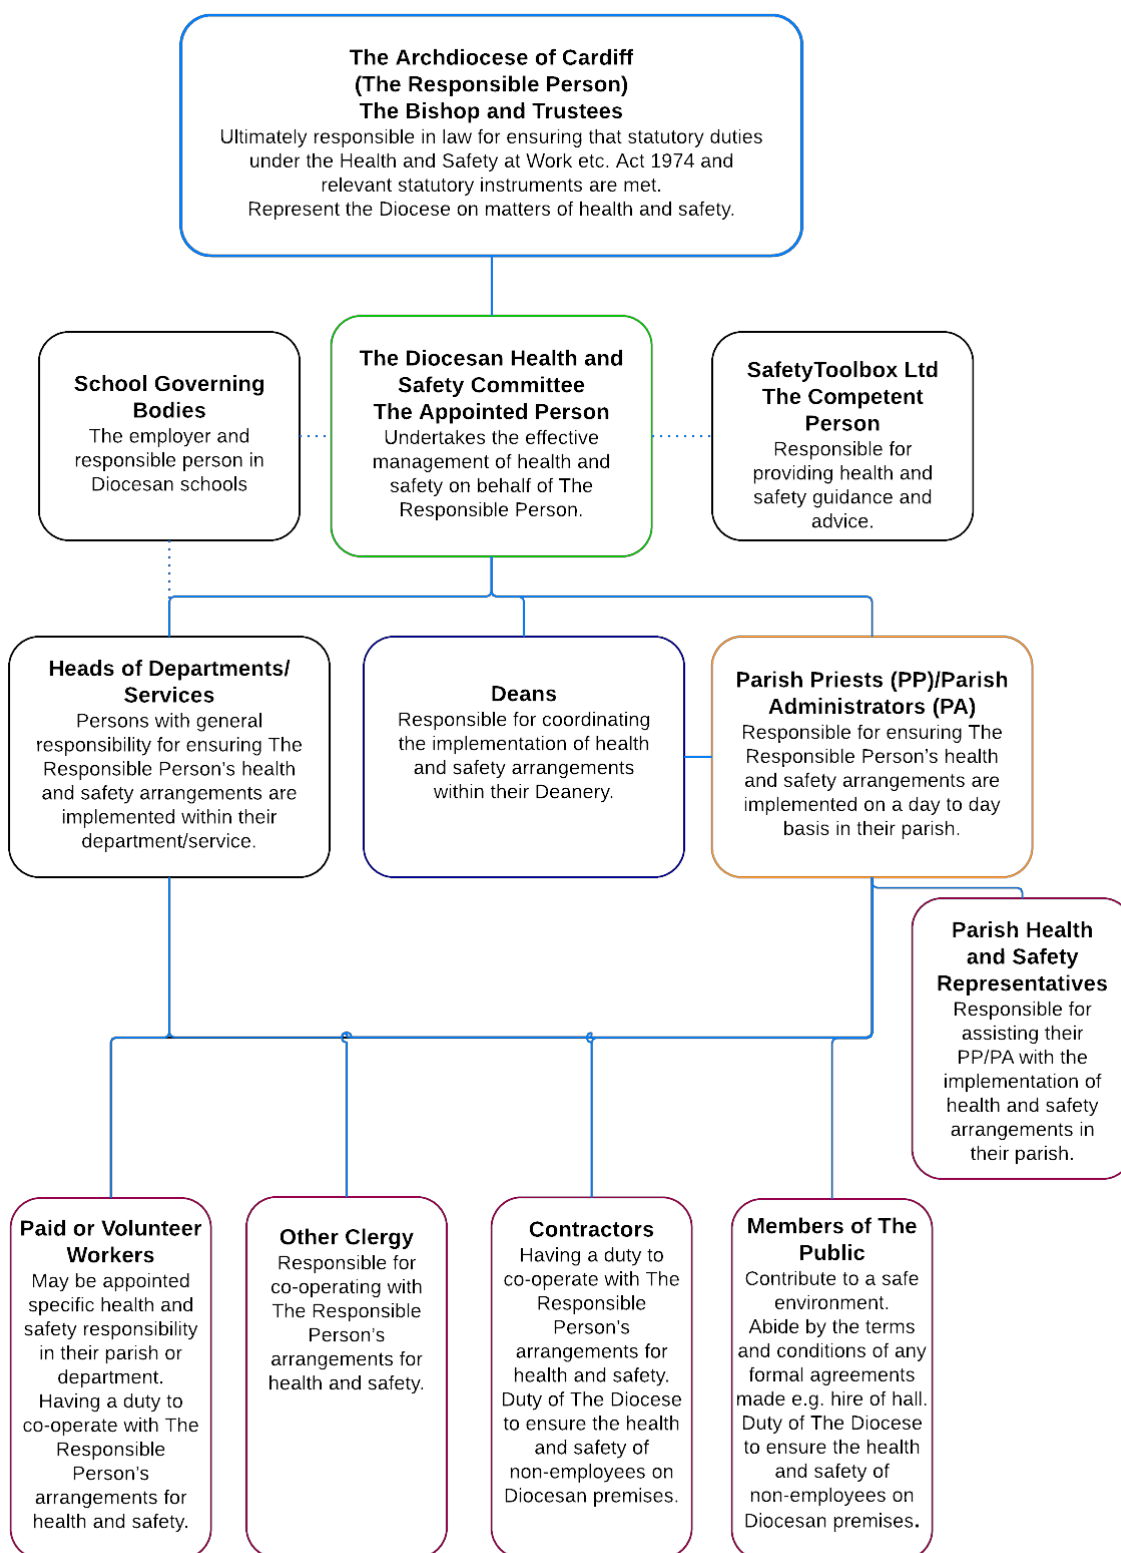 The Archdiocese of Cardiff
(The Responsible Person)
The Bishop and Trustees
Ultimately responsible in law for ensuring that statutory duties
under the Health and Safety at Work etc. Act 1974 and
relevant statutory instruments are met.
Represent the Diocese on matters of health and safety.
School Governing
Bodies
The employer and
responsible person in
Diocesan schools
The Diocesan Health and
Safety Committee
The Appointed Person
Undertakes the effective
management of health and
safety on behalf of The
Responsible Person.
SafetyToolbox Ltd
The Competent
Person
Responsible for
providing health and
safety guidance and
advice.
Heads of Departments/
Services
Persons with general
responsibility for ensuring The
Responsible Person's health
and safety arrangements are
implemented within their
department/service.
Deans
Responsible for coordinating
the implementation of health
and safety arrangements
within their Deanery.
Parish Priests (PP)/Parish
Administrators (PA)
Responsible for ensuring The
Responsible Person's health
and safety arrangements are
implemented on a day to day
basis in their parish.
Parish Health
and Safety
Representatives
Responsible for
assisting their
PP/PA with the
implementation of
health and safety
arrangements in
their parish.
Paid or Volunteer
Workers
May be appointed
specific health and
safety responsibility
in their parish or
department.
Having a duty to
co-operate with The
Responsible
Person's
arrangements for
health and safety.
Other Clergy
Responsible for
co-operating with
The Responsible
Person's
arrangements for
health and safety.
Contractors
Having a duty to
co-operate with The
Responsible
Person's
arrangements for
health and safety.
Duty of The Diocese
to ensure the health
and safety of
non-employees on
Diocesan premises.
Members of The
Public
Contribute to a safe
environment.
Abide by the terms
and conditions of any
formal agreements
made e.g. hire of hall.
Duty of The Diocese
to ensure the health
and safety of
non-employees on
Diocesan premises.